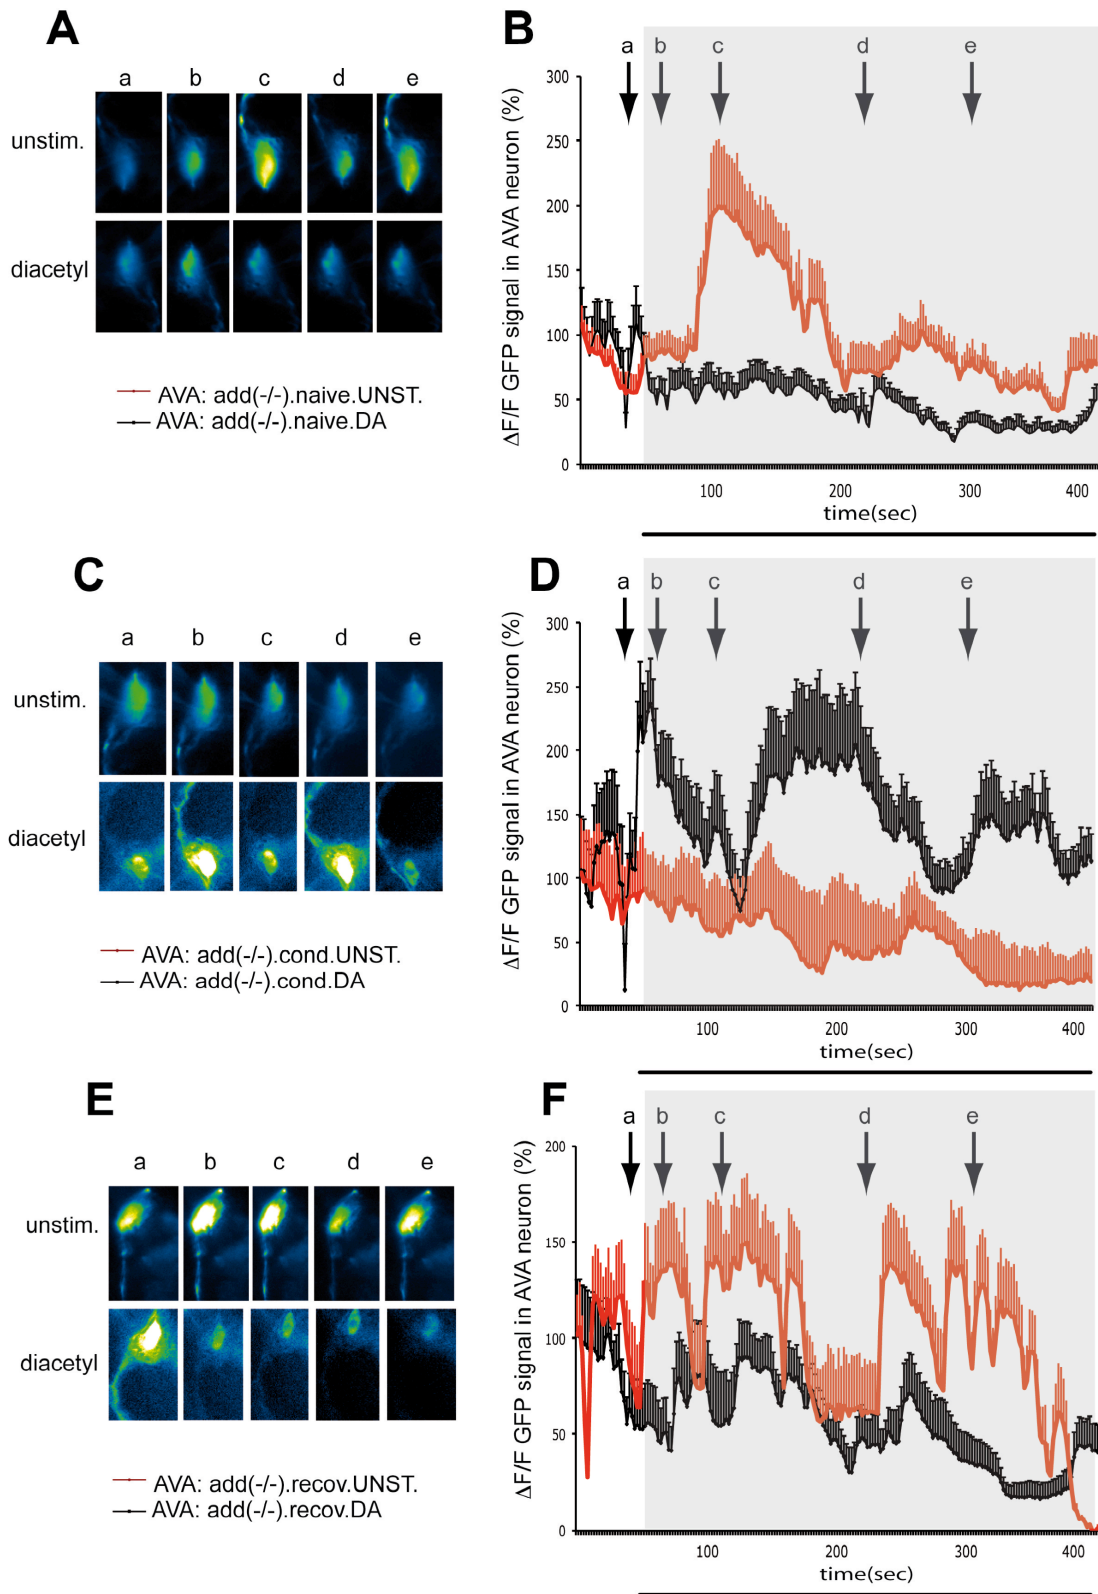 A
a b c d e
unstim.
diacetyl
AVA: add(-/-).naive.UNST.
AVA: add(-/-).naive.DA
B
a b c d e
ΔF/F GFP signal in AVA neuron (%)
300
250
200
150
100
50
0
100 200 300 400
time(sec)
C
a b c d e
unstim.
diacetyl
AVA: add(-/-).cond.UNST.
AVA: add(-/-).cond.DA
D
a b c d e
ΔF/F GFP signal in AVA neuron (%)
300
250
200
150
100
50
0
100 200 300 400
time(sec)
E
a b c d e
unstim.
diacetyl
AVA: add(-/-).recov.UNST.
AVA: add(-/-).recov.DA
F
a b c d e
ΔF/F GFP signal in AVA neuron (%)
200
150
100
50
0
100 200 300 400
time(sec)